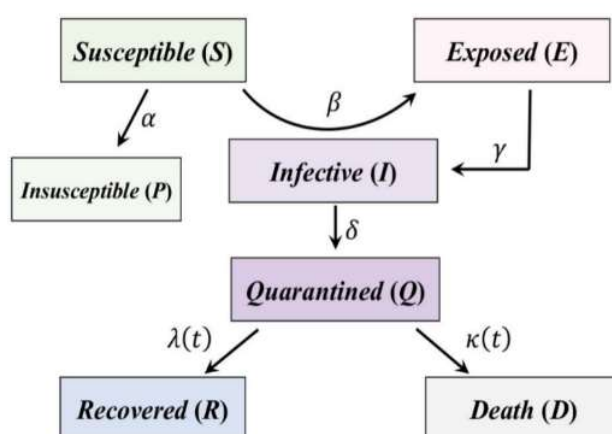 Susceptible (S)
Exposed (E)
α
β
γ
Insusceptible (P)
Infective (I)
δ
Quarantined (Q)
λ(t)
κ(t)
Recovered (R)
Death (D)